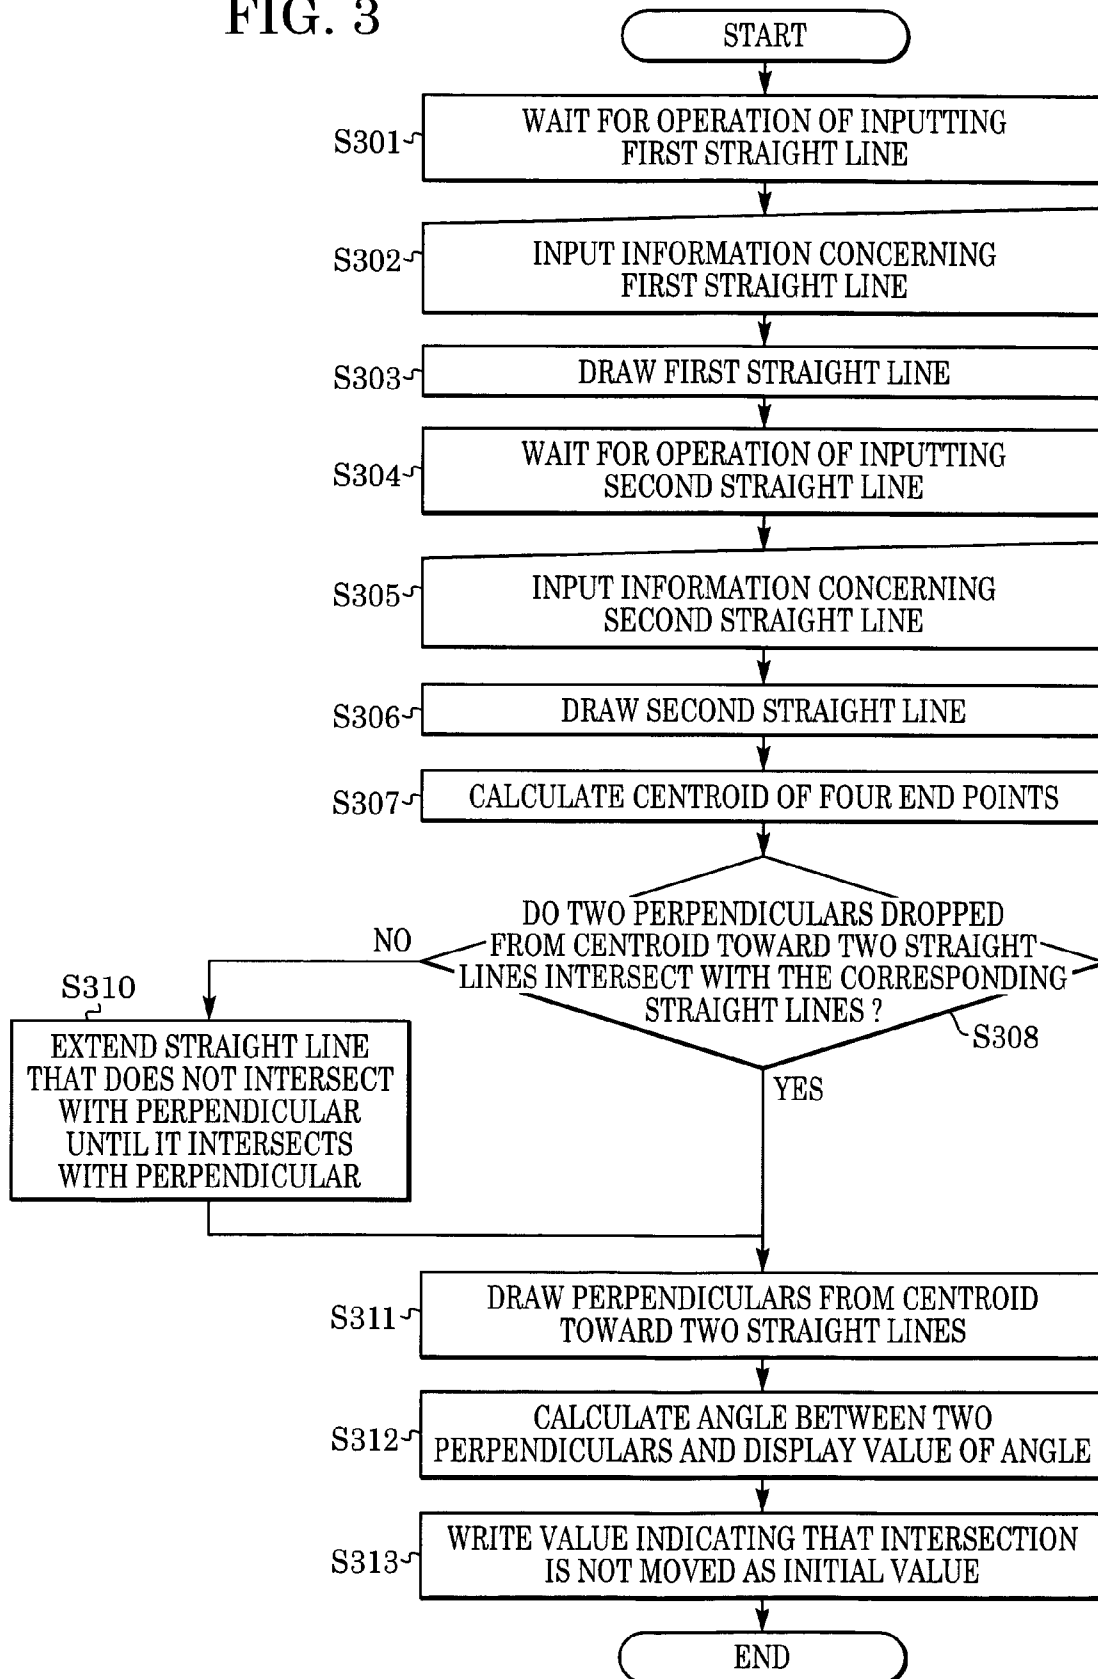 FIG. 3
START
S301
WAIT FOR OPERATION OF INPUTTING
FIRST STRAIGHT LINE
S302
INPUT INFORMATION CONCERNING
FIRST STRAIGHT LINE
S303
DRAW FIRST STRAIGHT LINE
S304
WAIT FOR OPERATION OF INPUTTING
SECOND STRAIGHT LINE
S305
INPUT INFORMATION CONCERNING
SECOND STRAIGHT LINE
S306
DRAW SECOND STRAIGHT LINE
S307
CALCULATE CENTROID OF FOUR END POINTS
DO TWO PERPENDICULARS DROPPED
FROM CENTROID TOWARD TWO STRAIGHT
LINES INTERSECT WITH THE CORRESPONDING
STRAIGHT LINES ?
S308
NO
YES
S310
EXTEND STRAIGHT LINE
THAT DOES NOT INTERSECT
WITH PERPENDICULAR
UNTIL IT INTERSECTS
WITH PERPENDICULAR
S311
DRAW PERPENDICULARS FROM CENTROID
TOWARD TWO STRAIGHT LINES
S312
CALCULATE ANGLE BETWEEN TWO
PERPENDICULARS AND DISPLAY VALUE OF ANGLE
S313
WRITE VALUE INDICATING THAT INTERSECTION
IS NOT MOVED AS INITIAL VALUE
END